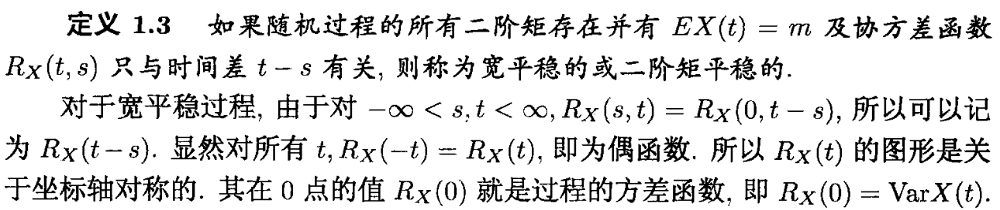 定义 1.3 如果随机过程的所有二阶矩存在并有 EX(t) = m 及协方差函数
R_X(t, s) 只与时间差 t − s 有关, 则称为宽平稳的或二阶矩平稳的.
对于宽平稳过程, 由于对 −∞ < s, t < ∞, R_X(s, t) = R_X(0, t − s), 所以可以记
为 R_X(t−s). 显然对所有 t, R_X(−t) = R_X(t), 即为偶函数. 所以 R_X(t) 的图形是关
于坐标轴对称的. 其在 0 点的值 R_X(0) 就是过程的方差函数, 即 R_X(0) = VarX(t).